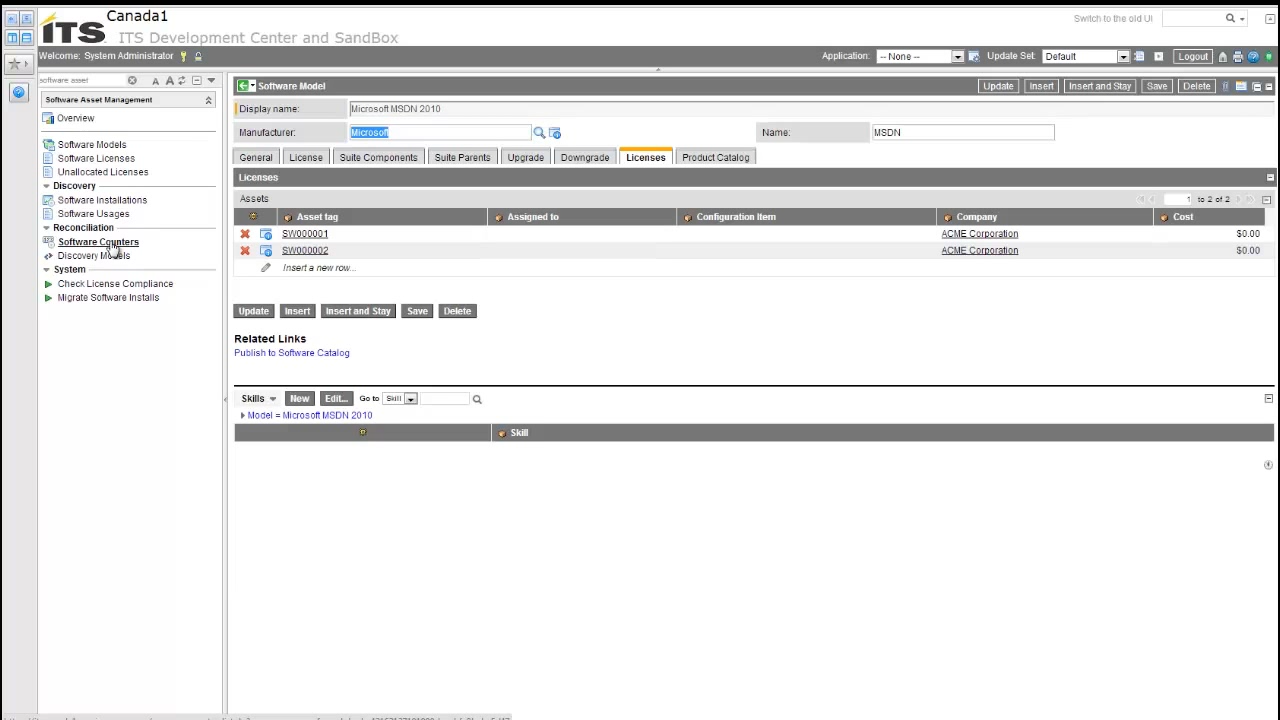 Canada1
ITS
ITS Development Center and SandBox
Switch to the old UI
Welcome: System Administrator
Application: -- None --
Update Set: Default
Logout
software asset
A A
Software Asset Management
Overview
Software Models
Software Licenses
Unallocated Licenses
Discovery
Software Installations
Software Usages
Reconciliation
Software Counters
Discovery Models
System
Check License Compliance
Migrate Software Installs
Software Model
Update Insert Insert and Stay Save Delete
Display name: Microsoft MSDN 2010
Manufacturer: Microsoft
Name: MSDN
General License Suite Components Suite Parents Upgrade Downgrade Licenses Product Catalog
Licenses
Assets
1 to 2 of 2
Asset tag Assigned to Configuration Item Company Cost
SW000001 ACME Corporation $0.00
SW000002 ACME Corporation $0.00
Insert a new row...
Update Insert Insert and Stay Save Delete
Related Links
Publish to Software Catalog
Skills New Edit... Go to Skill
Model = Microsoft MSDN 2010
Skill